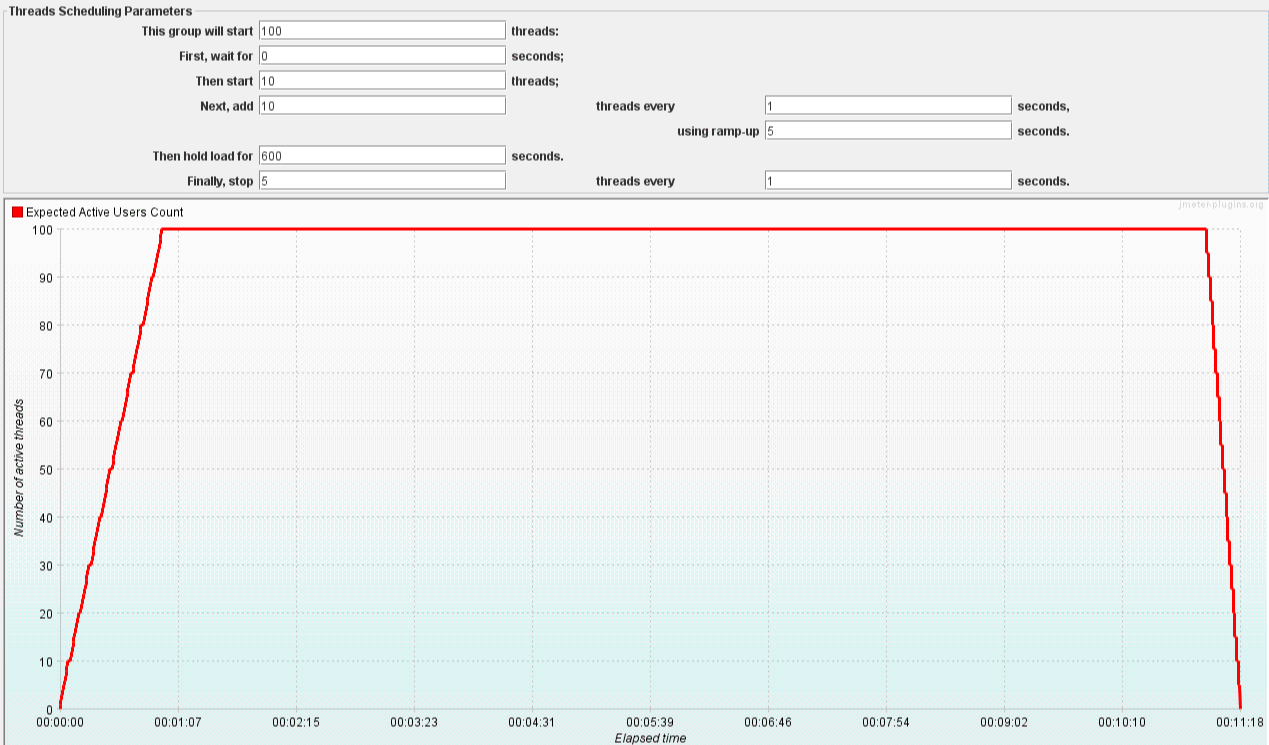 Threads Scheduling Parameters
This group will start 100 threads:
First, wait for 0 seconds;
Then start 10 threads;
Next, add 10 threads every 1 seconds,
using ramp-up 5 seconds.
Then hold load for 600 seconds.
Finally, stop 5 threads every 1 seconds.
jmeter-plugins.org
Expected Active Users Count
100
90
80
70
60
50
40
30
20
10
0
Number of active threads
00:00:00 00:01:07 00:02:15 00:03:23 00:04:31 00:05:39 00:06:46 00:07:54 00:09:02 00:10:10 00:11:18
Elapsed time